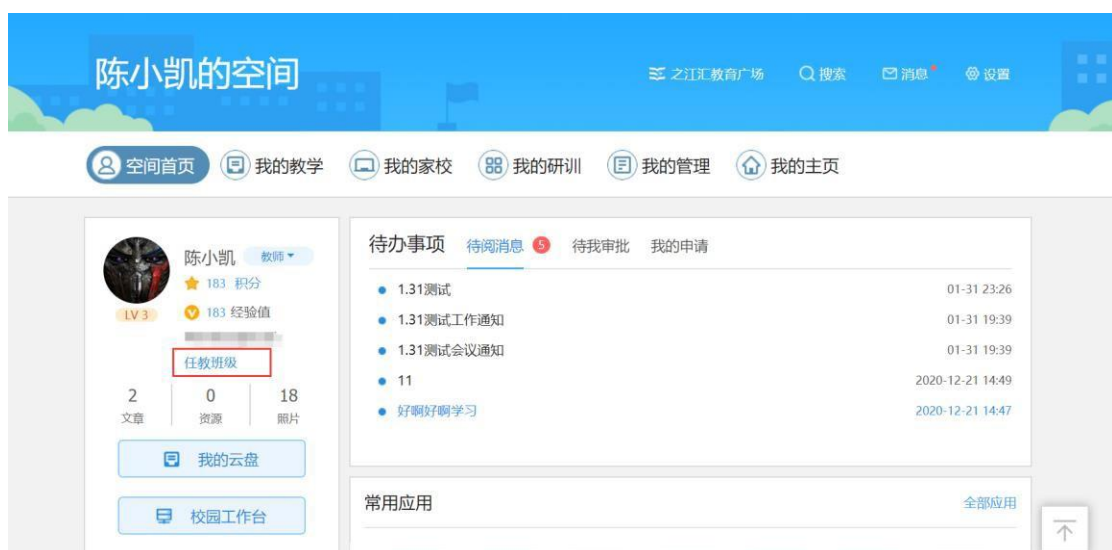 陈小凯的空间
之江汇教育广场 搜索 消息 设置
空间首页 我的教学 我的家校 我的研训 我的管理 我的主页
陈小凯 教师
183 积分
LV 3 183 经验值
任教班级
2 0 18
文章 资源 照片
我的云盘
校园工作台
待办事项 待阅消息 5 待我审批 我的申请
1.31测试 01-31 23:26
1.31测试工作通知 01-31 19:39
1.31测试会议通知 01-31 19:39
11 2020-12-21 14:49
好啊好啊学习 2020-12-21 14:47
常用应用 全部应用